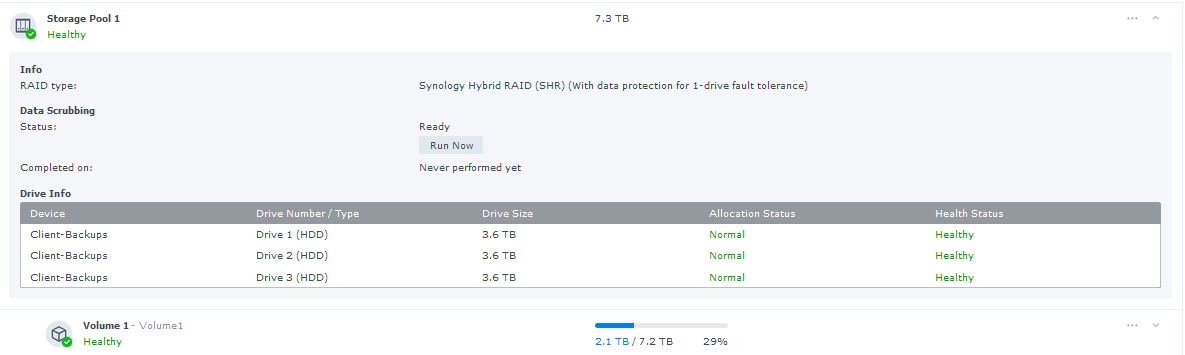 Storage Pool 1 7.3 TB
Healthy
Info
RAID type: Synology Hybrid RAID (SHR) (With data protection for 1-drive fault tolerance)
Data Scrubbing
Status: Ready
Run Now
Completed on: Never performed yet
Drive Info
Device Drive Number / Type Drive Size Allocation Status Health Status
Client-Backups Drive 1 (HDD) 3.6 TB Normal Healthy
Client-Backups Drive 2 (HDD) 3.6 TB Normal Healthy
Client-Backups Drive 3 (HDD) 3.6 TB Normal Healthy
Volume 1 - Volume1
Healthy 2.1 TB / 7.2 TB 29%